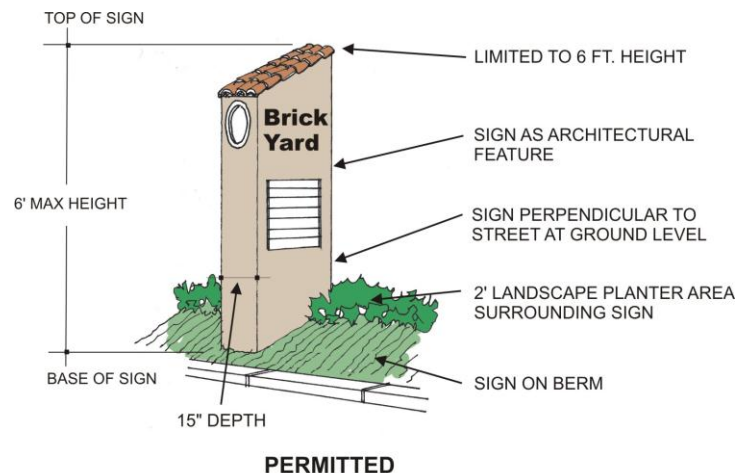 TOP OF SIGN
LIMITED TO 6 FT. HEIGHT
Brick
Yard
SIGN AS ARCHITECTURAL
FEATURE
6' MAX HEIGHT
SIGN PERPENDICULAR TO
STREET AT GROUND LEVEL
2' LANDSCAPE PLANTER AREA
SURROUNDING SIGN
BASE OF SIGN
SIGN ON BERM
15" DEPTH
PERMITTED